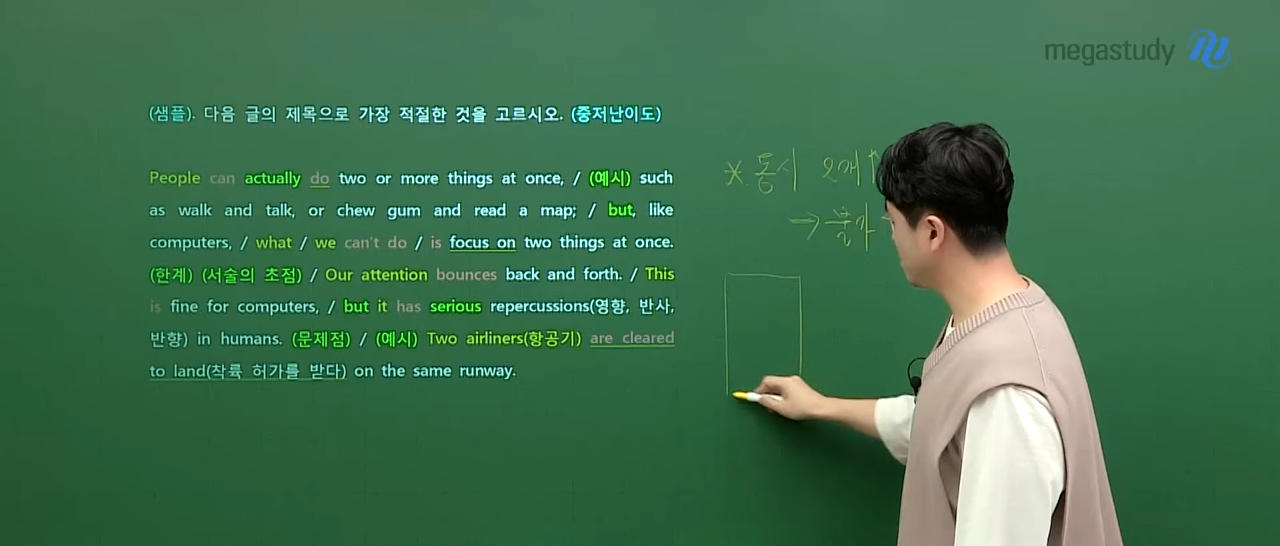 megastudy
(샘플). 다음 글의 제목으로 가장 적절한 것을 고르시오. (중저난이도)
People can actually do two or more things at once, / (예시) such
as walk and talk, or chew gum and read a map; / but, like
computers, / what / we can't do / is focus on two things at once.
(한계) (서술의 초점) / Our attention bounces back and forth. / This
is fine for computers, / but it has serious repercussions(영향, 반사,
반향) in humans. (문제점) / (예시) Two airliners(항공기) are cleared
to land(착륙 허가를 받다) on the same runway.
※ 동시 2개↑
→ 불가